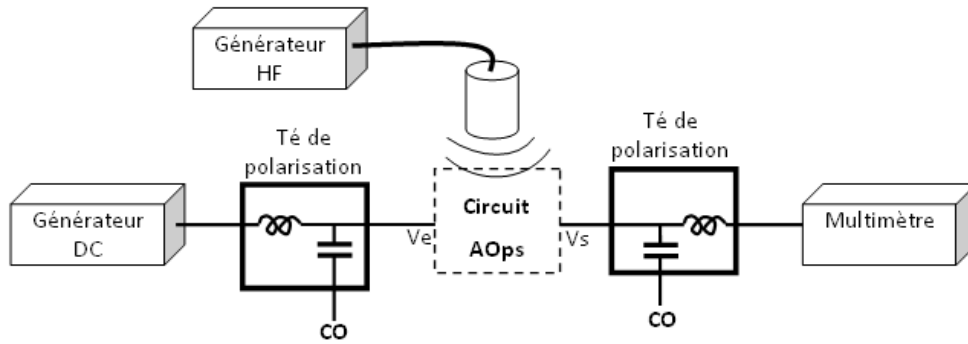 Générateur
HF
Té de
polarisation
Té de
polarisation
Générateur
DC
Ve
Circuit
AOps
Vs
Multimètre
CO
CO